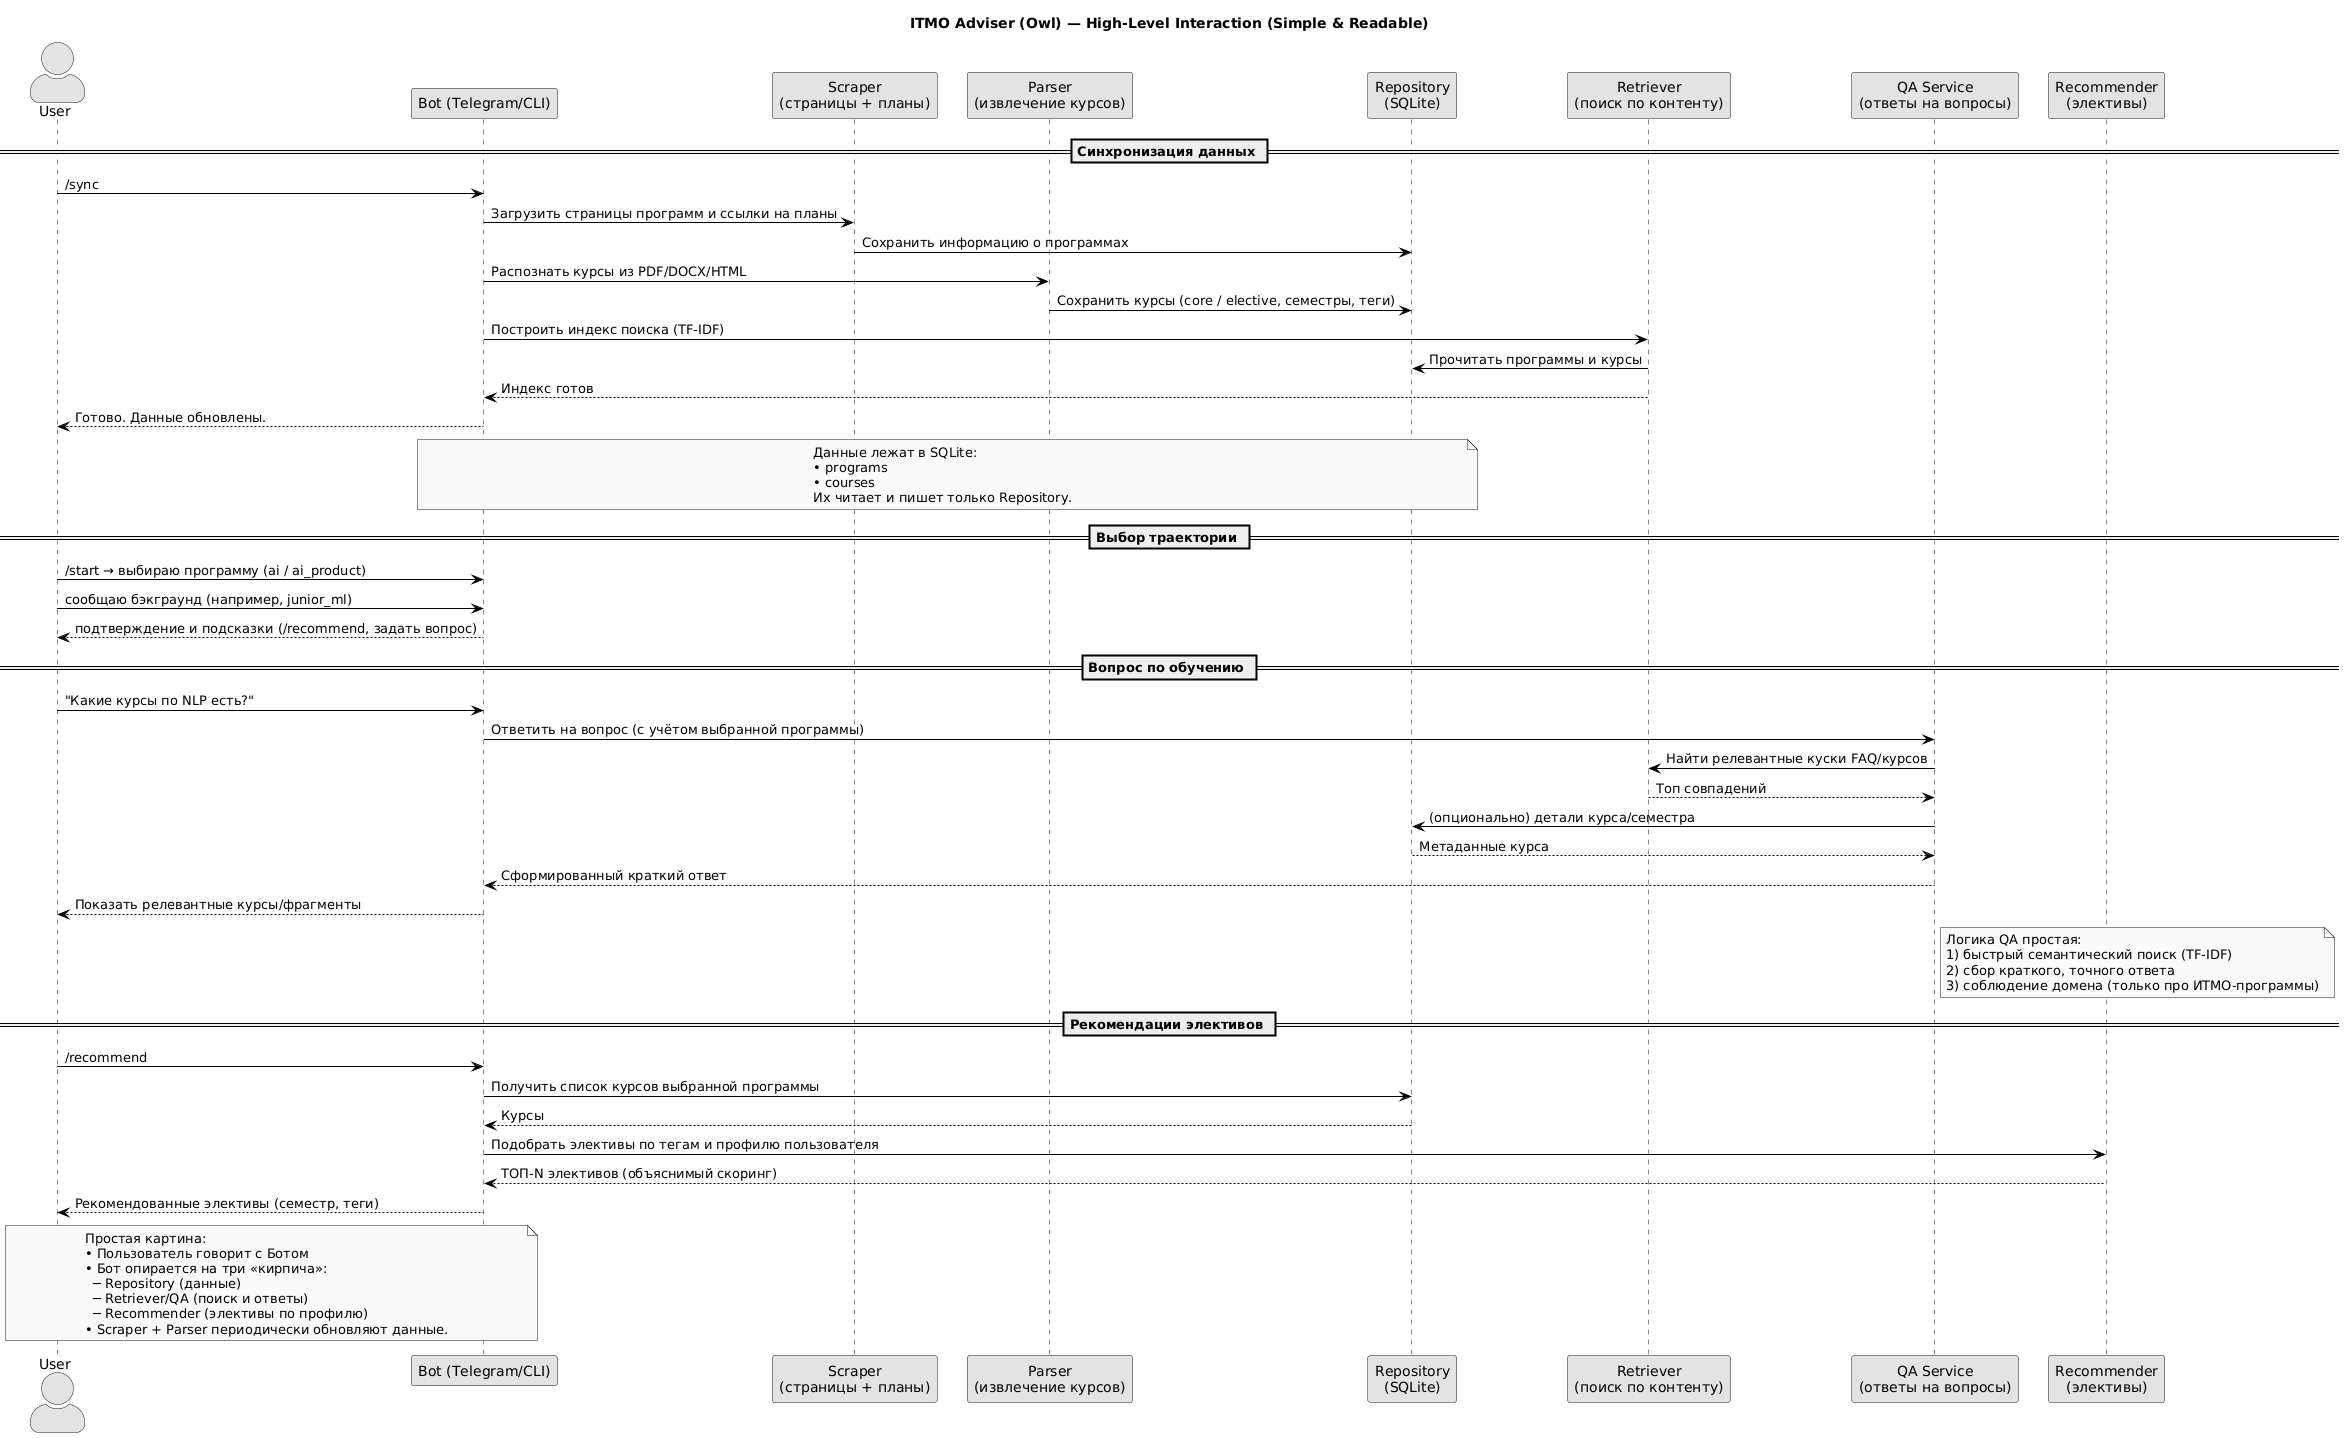 ITMO Adviser (Owl) — High-Level Interaction (Simple & Readable)
User
Bot (Telegram/CLI)
Scraper
(страницы + планы)
Parser
(извлечение курсов)
Repository
(SQLite)
Retriever
(поиск по контенту)
QA Service
(ответы на вопросы)
Recommender
(элективы)
Синхронизация данных
/sync
Загрузить страницы программ и ссылки на планы
Сохранить информацию о программах
Распознать курсы из PDF/DOCX/HTML
Сохранить курсы (core / elective, семестры, теги)
Построить индекс поиска (TF-IDF)
Прочитать программы и курсы
Индекс готов
Готово. Данные обновлены.
Данные лежат в SQLite:
• programs
• courses
Их читает и пишет только Repository.
Выбор траектории
/start → выбираю программу (ai / ai_product)
сообщаю бэкграунд (например, junior_ml)
подтверждение и подсказки (/recommend, задать вопрос)
Вопрос по обучению
"Какие курсы по NLP есть?"
Ответить на вопрос (с учётом выбранной программы)
Найти релевантные куски FAQ/курсов
Топ совпадений
(опционально) детали курса/семестра
Метаданные курса
Сформированный краткий ответ
Показать релевантные курсы/фрагменты
Логика QA простая:
1) быстрый семантический поиск (TF-IDF)
2) сбор краткого, точного ответа
3) соблюдение домена (только про ИТМО-программы)
Рекомендации элективов
/recommend
Получить список курсов выбранной программы
Курсы
Подобрать элективы по тегам и профилю пользователя
ТОП-N элективов (объяснимый скоринг)
Рекомендованные элективы (семестр, теги)
Простая картина:
• Пользователь говорит с Ботом
• Бот опирается на три «кирпича»:
– Repository (данные)
– Retriever/QA (поиск и ответы)
– Recommender (элективы по профилю)
• Scraper + Parser периодически обновляют данные.
User
Bot (Telegram/CLI)
Scraper
(страницы + планы)
Parser
(извлечение курсов)
Repository
(SQLite)
Retriever
(поиск по контенту)
QA Service
(ответы на вопросы)
Recommender
(элективы)